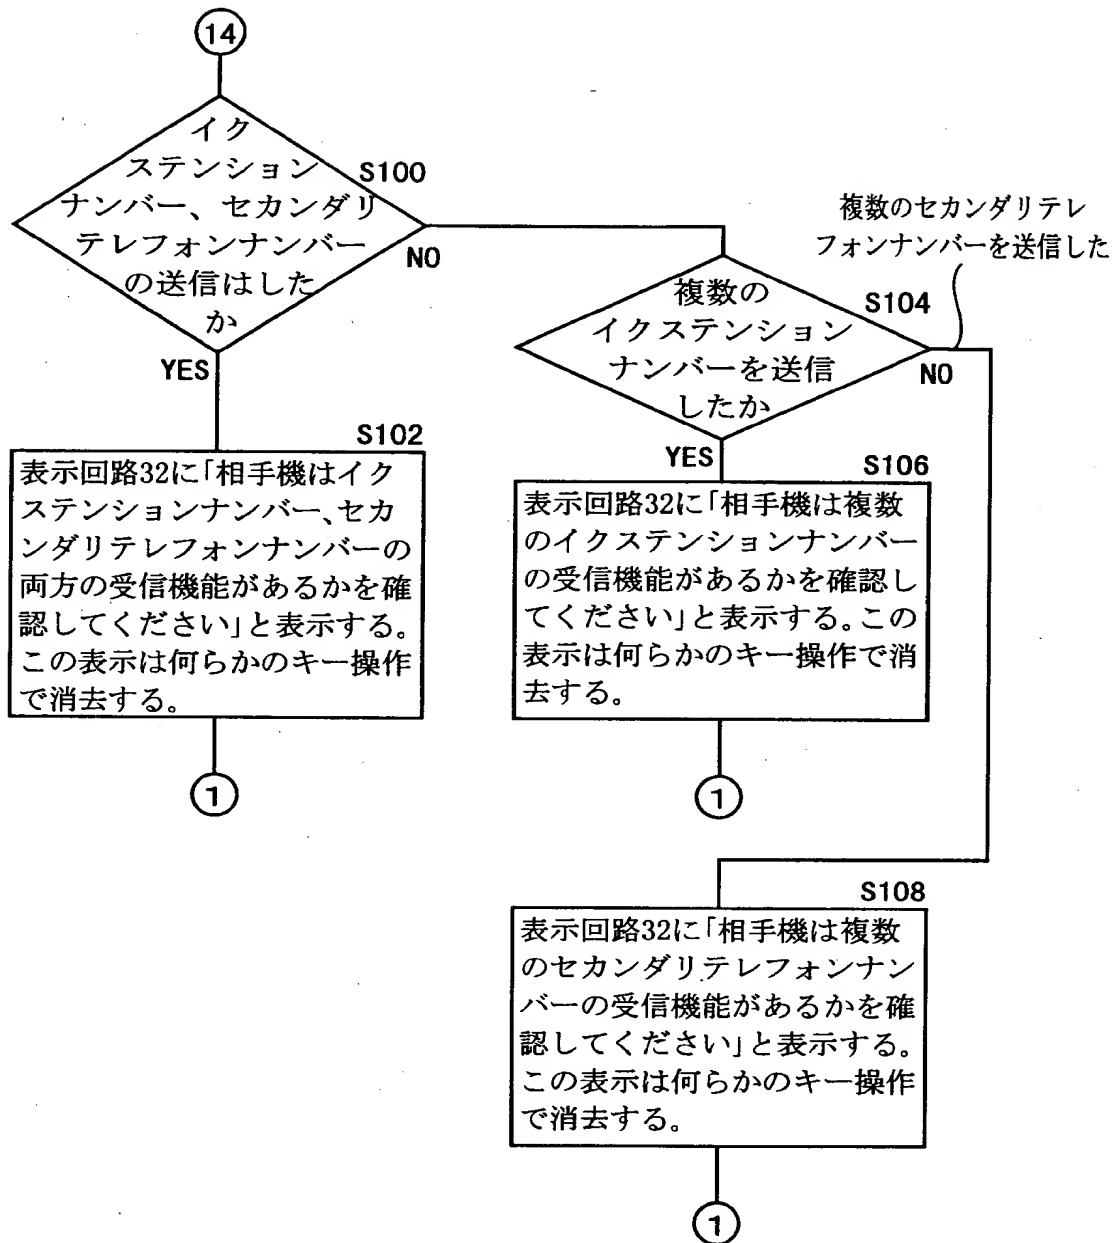 14
イク
ステンション
ナンバー、セカンダリ
テレフォンナンバー
の送信はした
か
S100
NO
YES
複数のセカンダリテレ
フォンナンバーを送信した
複数の
イクステンション
ナンバーを送信
したか
S104
NO
YES
S102
表示回路32に「相手機はイク
ステンションナンバー、セカ
ンダリテレフォンナンバーの
両方の受信機能があるかを確
認してください」と表示する。
この表示は何らかのキー操作
で消去する。
1
S106
表示回路32に「相手機は複数
のイクステンションナンバー
の受信機能があるかを確認し
てください」と表示する。この
表示は何らかのキー操作で消
去する。
1
S108
表示回路32に「相手機は複数
のセカンダリテレフォンナン
バーの受信機能があるかを確
認してください」と表示する。
この表示は何らかのキー操作
で消去する。
1